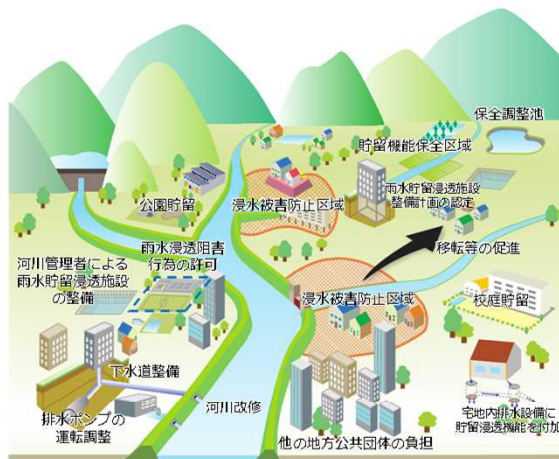 保全調整池
貯留機能保全区域
雨水貯留浸透施設
整備計画の認定
公園貯留
浸水被害防止区域
雨水浸透阻害
行為の許可
移転等の促進
河川管理者による
雨水貯留浸透施設
の整備
浸水被害防止区域
校庭貯留
下水道整備
排水ポンプの
運転調整
河川改修
宅地内排水設備に
貯留浸透機能を付加
他の地方公共団体の負担